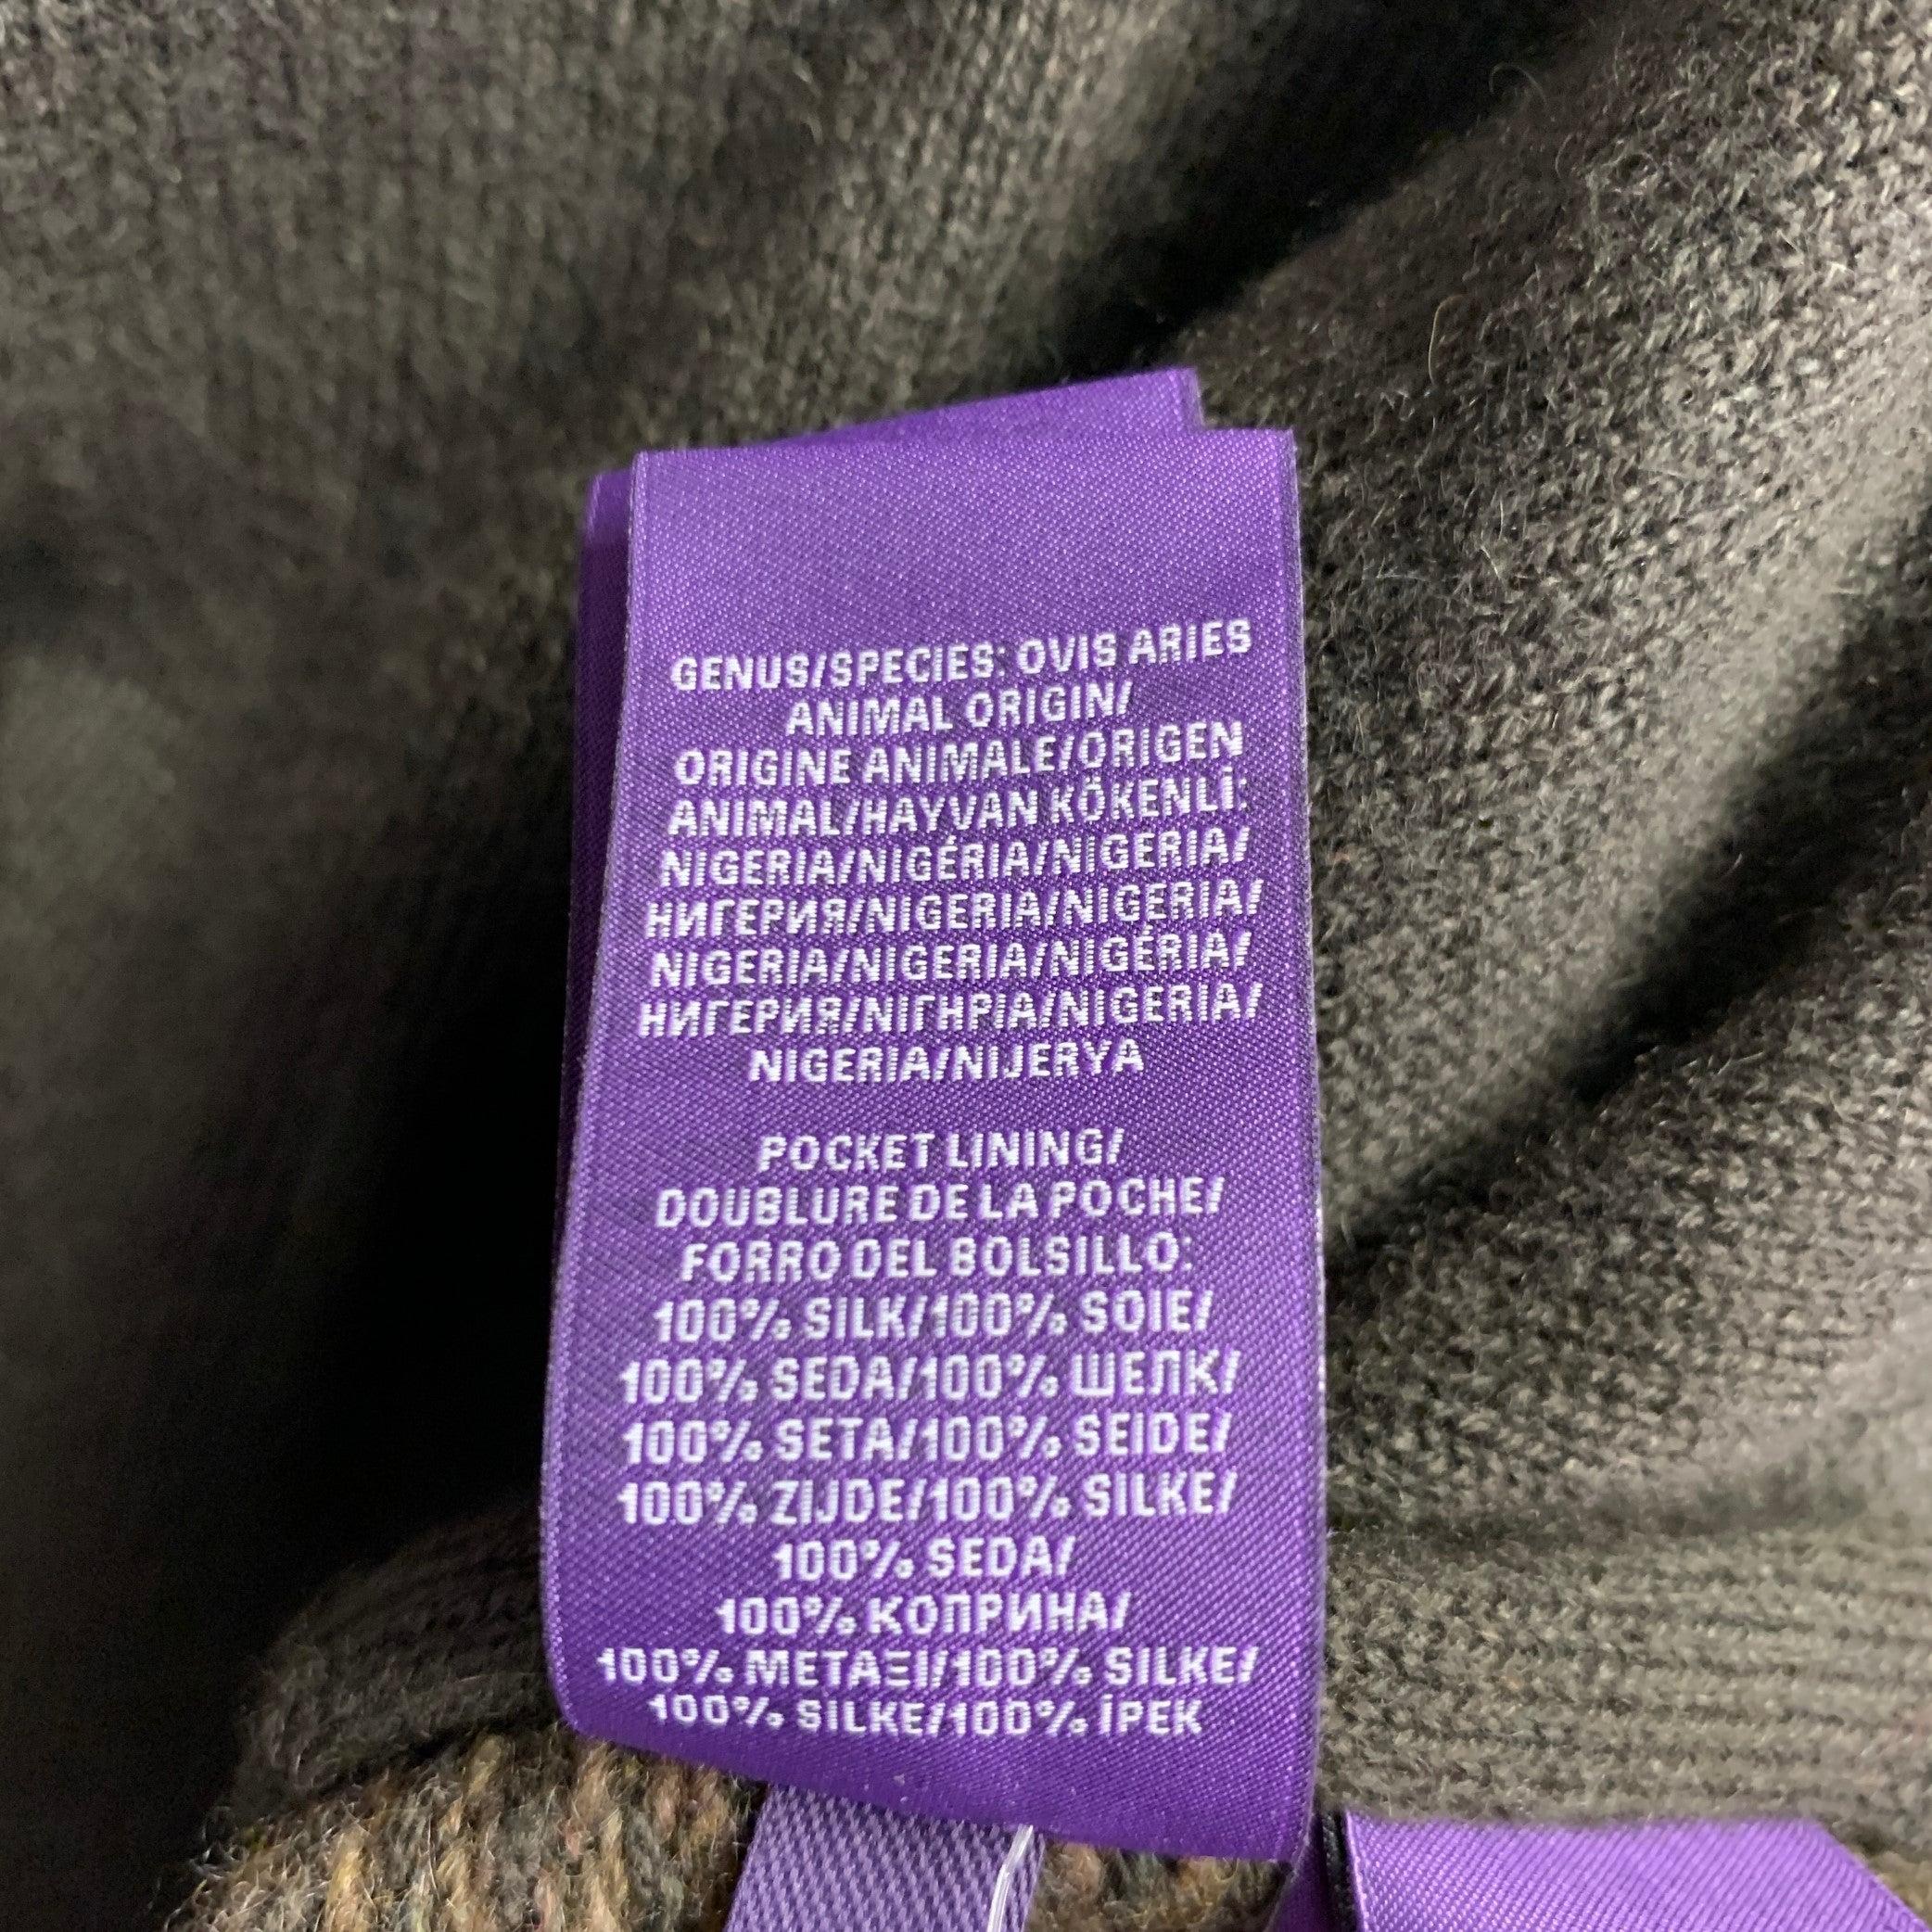 GENUS/SPECIES: OVIS ARIES
ANIMAL ORIGIN/
ORIGINE ANIMALE/ORIGEN
ANIMAL/HAYVAN KÖKENLİ:
NIGERIA/NIGÉRIA/NIGERIA/
НИГЕРИЯ/NIGERIA/NIGERIA/
NIGERIA/NIGERIA/NIGÉRIA/
НИГЕРИЯ/ΝΙΓΗΡΙΑ/NIGERIA/
NIGERIA/NIJERYA
POCKET LINING/
DOUBLURE DE LA POCHE/
FORRO DEL BOLSILLO:
100% SILK/100% SOIE/
100% SEDA/100% ШЕЛК/
100% SETA/100% SEIDE/
100% ZIJDE/100% SILKE/
100% SEDA/
100% КОПРИНА/
100% ΜΕΤΑΞΙ/100% SILKE/
100% SILKE/100% İPEK